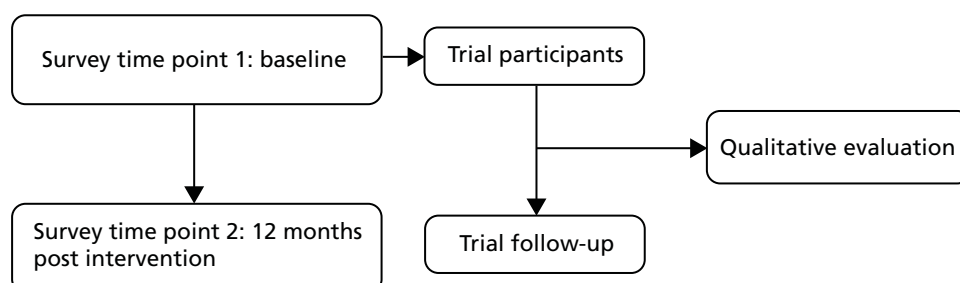 Survey time point 1: baseline
Trial participants
Qualitative evaluation
Survey time point 2: 12 months
post intervention
Trial follow-up